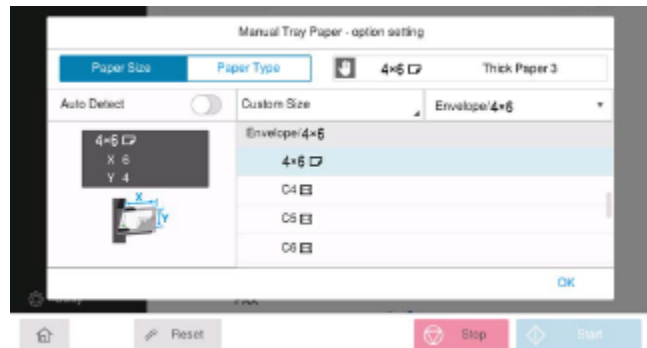 Manual Tray Paper - option setting
Paper Size
Paper Type
4×6
Thick Paper 3
Auto Detect
Custom Size
Envelope/4×6
4×6
X 6
Y 4
X
Y
Envelope/4×6
4×6
C4
C5
C6
OK
Reset
Stop
Start